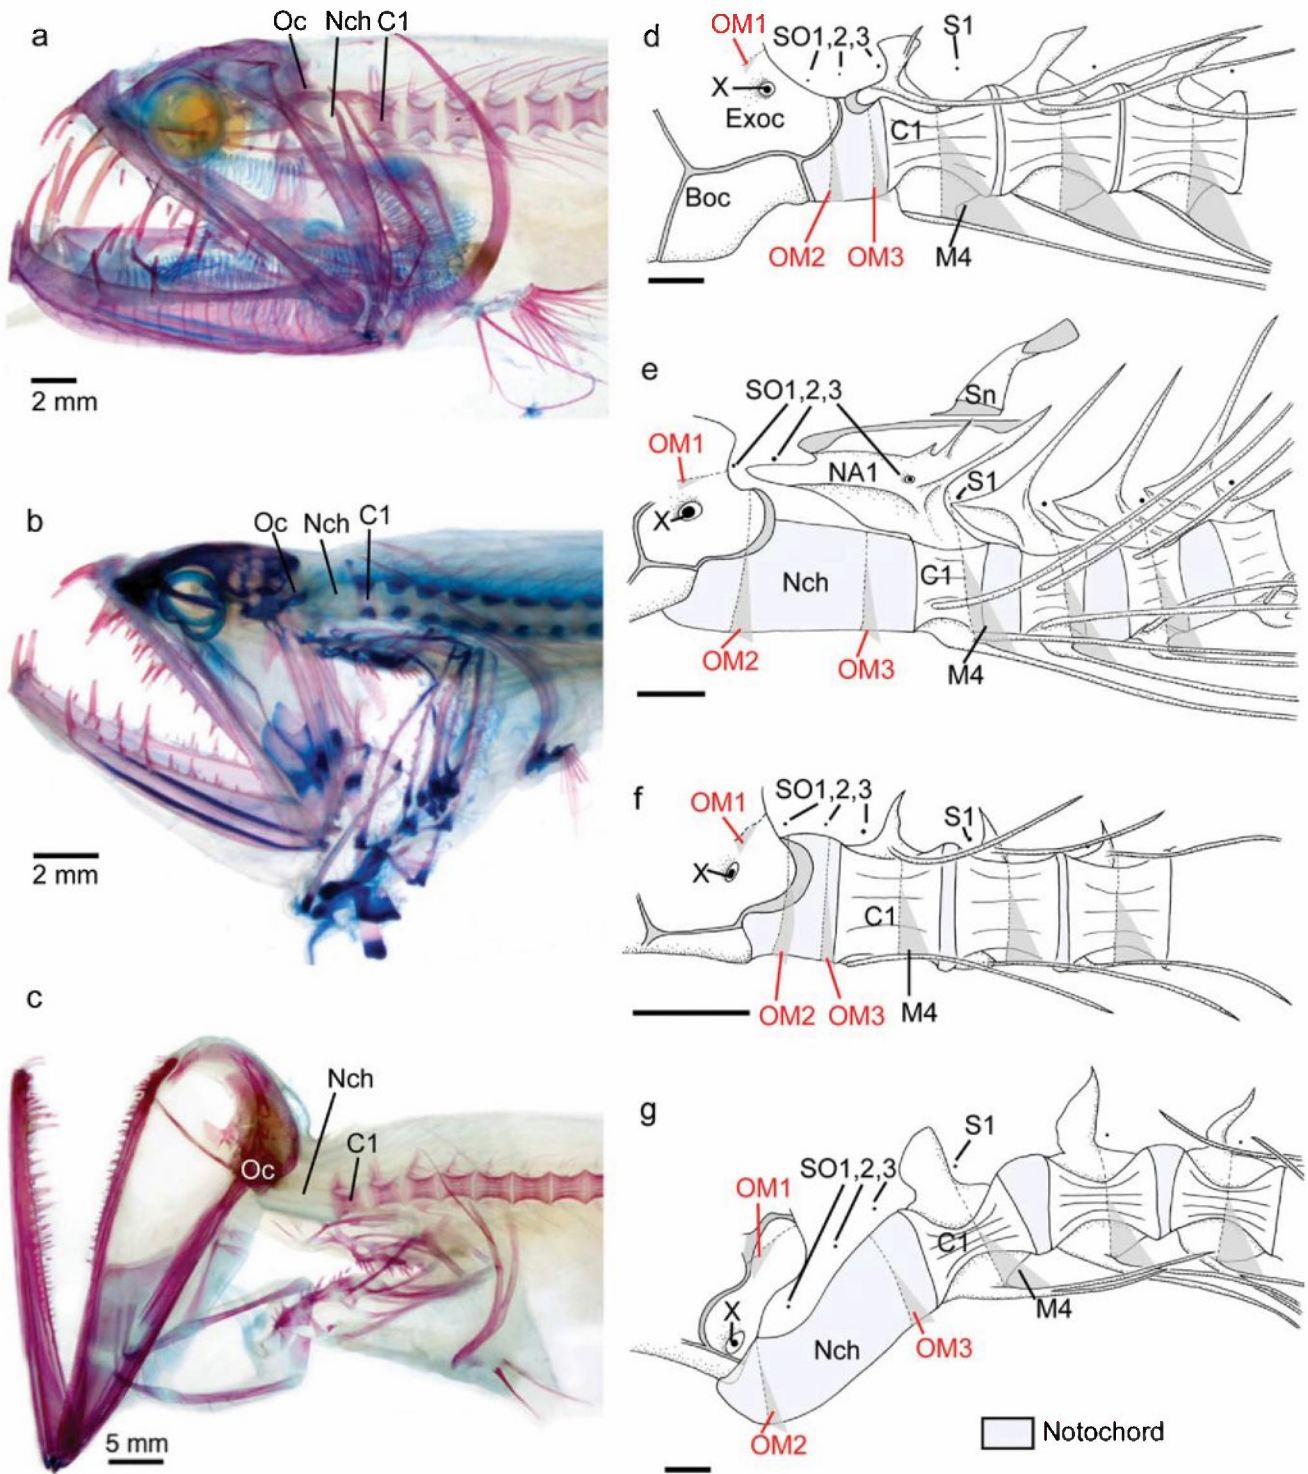 a
Oc Nch C1
2 mm
b
Oc Nch C1
2 mm
c
Nch
C1
Oc
5 mm
d
OM1
SO1,2,3
S1
X
Exoc
C1
Boc
OM2 OM3 M4
e
Sn
SO1,2,3
OM1
NA1
S1
X
Nch
C1
OM2
OM3
M4
f
OM1
SO1,2,3
S1
X
C1
OM2 OM3 M4
g
S1
SO1,2,3
OM1
C1
X
M4
Nch
OM3
OM2
Notochord